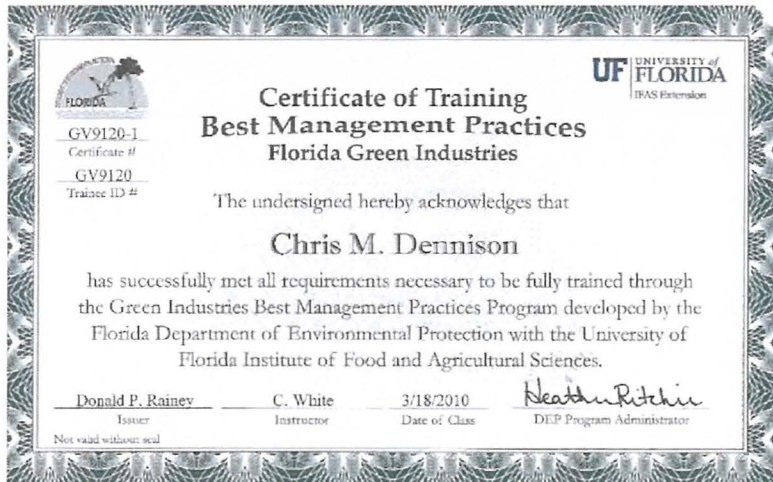 FLORIDA
UF UNIVERSITY of
FLORIDA
IFAS Extension
GV9120-1
Certificate #
GV9120
Trainee ID #
Certificate of Training
Best Management Practices
Florida Green Industries
The undersigned hereby acknowledges that
Chris M. Dennison
has successfully met all requirements necessary to be fully trained through
the Green Industries Best Management Practices Program developed by the
Florida Department of Environmental Protection with the University of
Florida Institute of Food and Agricultural Sciences.
Donald P. Rainey C. White 3/18/2010 Heather Ritchie
Issuer Instructor Date of Class DEP Program Administrator
Not valid without seal